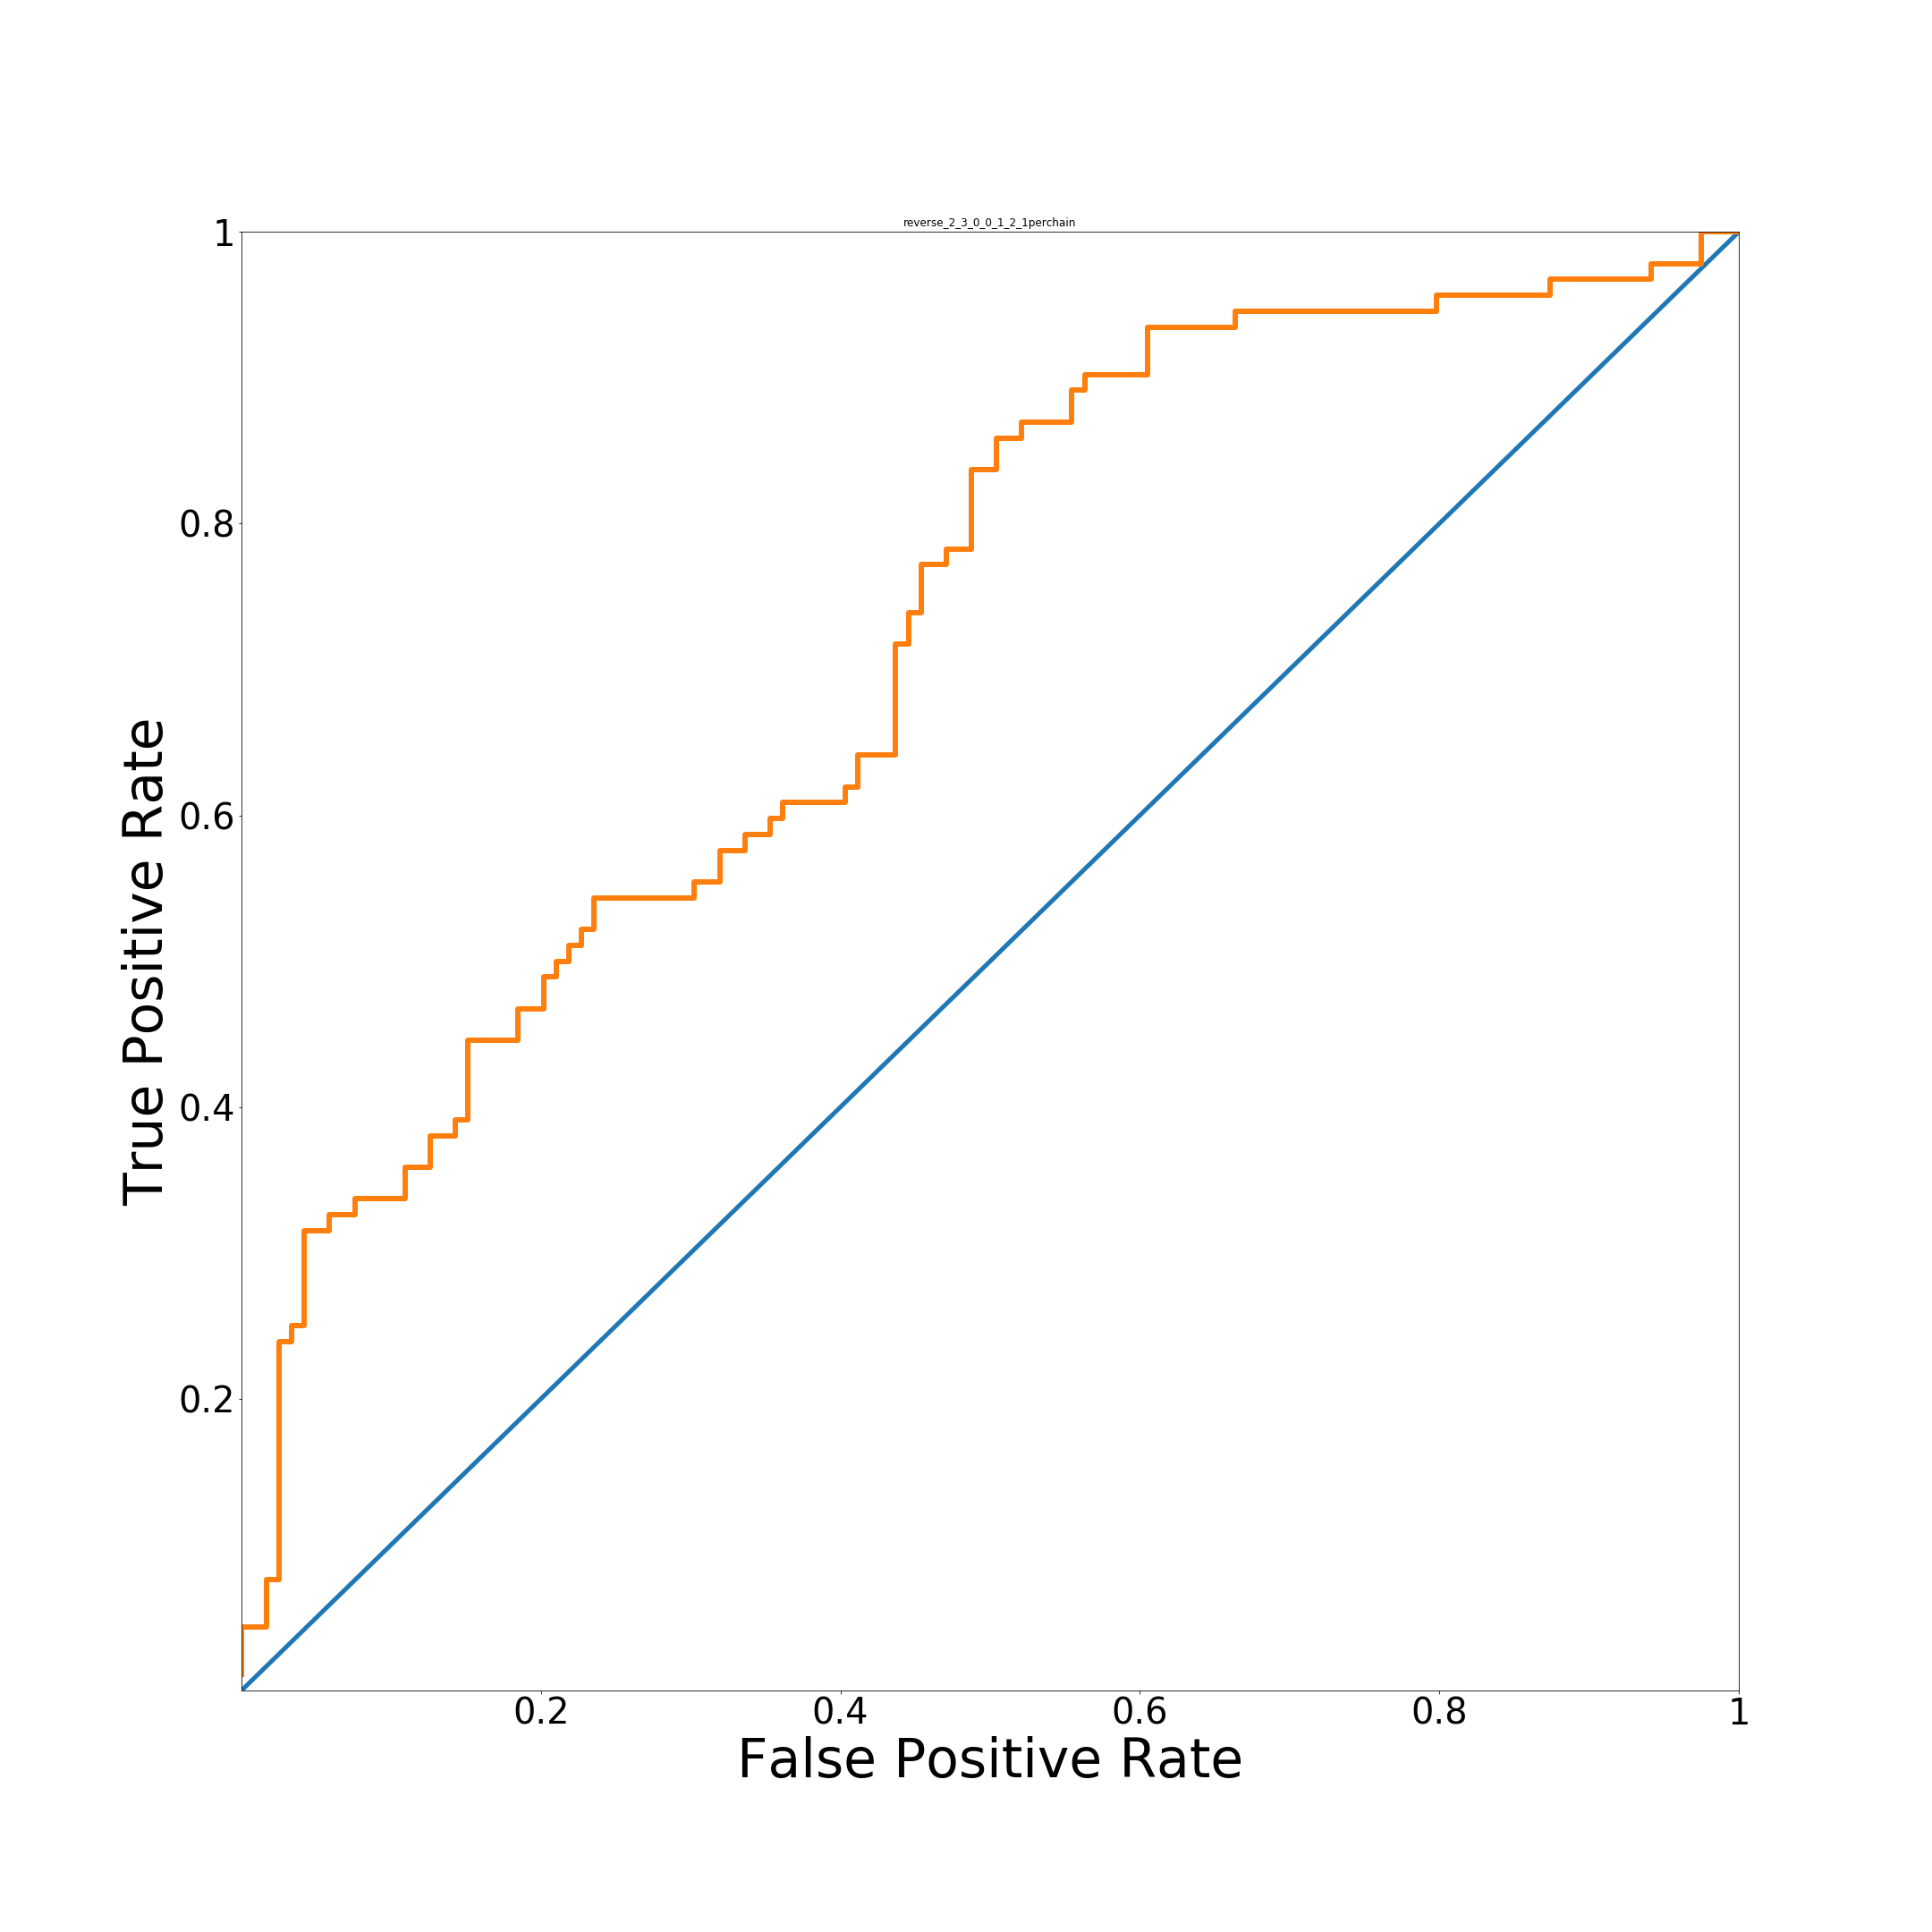 reverse_2_3_0_0_1_2_1perchain
1
0.8
0.6
0.4
0.2
True Positive Rate
0.2 0.4 0.6 0.8 1
False Positive Rate